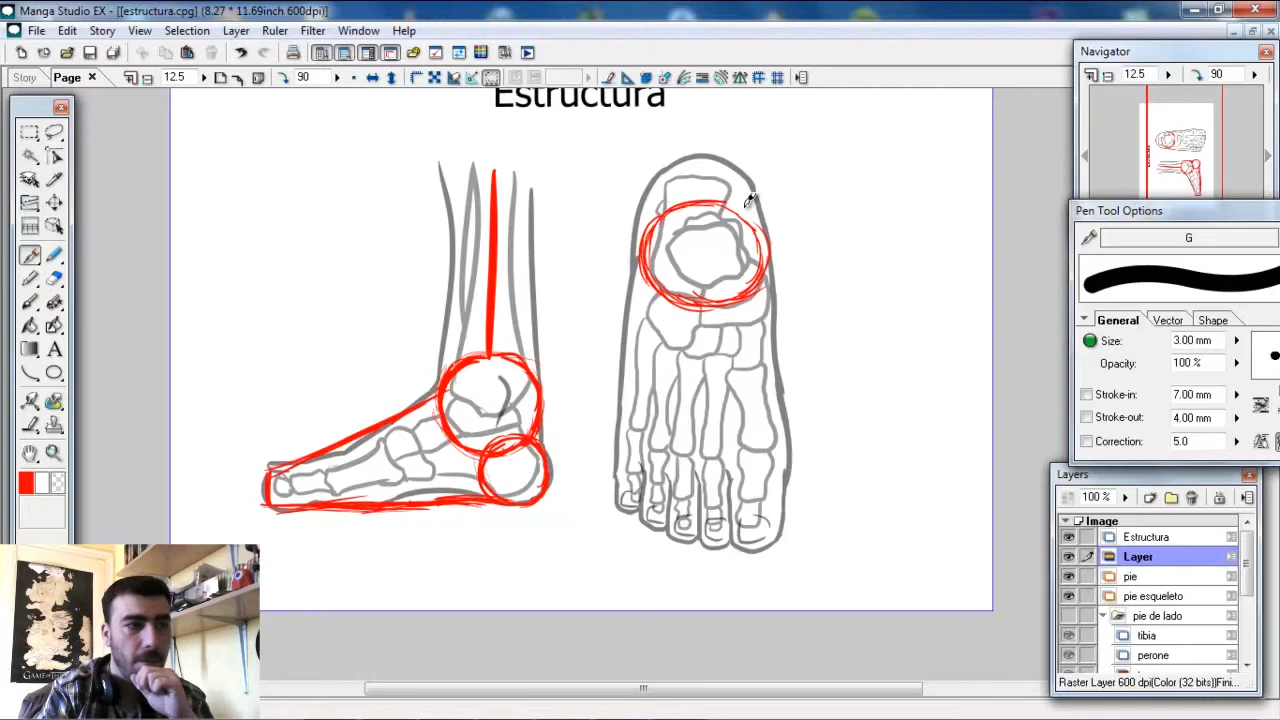 Manga Studio EX - [[estructura.cpg] (8.27 * 11.69inch 600dpi)]
File Edit Story View Selection Layer Ruler Filter Window Help
Story Page 12.5 90
Estructura
Navigator
12.5 90
Pen Tool Options
G
General Vector Shape
Size: 3.00 mm
Opacity: 100 %
Stroke-in: 7.00 mm
Stroke-out: 4.00 mm
Correction: 5.0
Layers
100 %
Image
Estructura
Layer
pie
pie esqueleto
pie de lado
tibia
perone
Raster Layer 600 dpi(Color (32 bits))Fini...
GAME OF THR